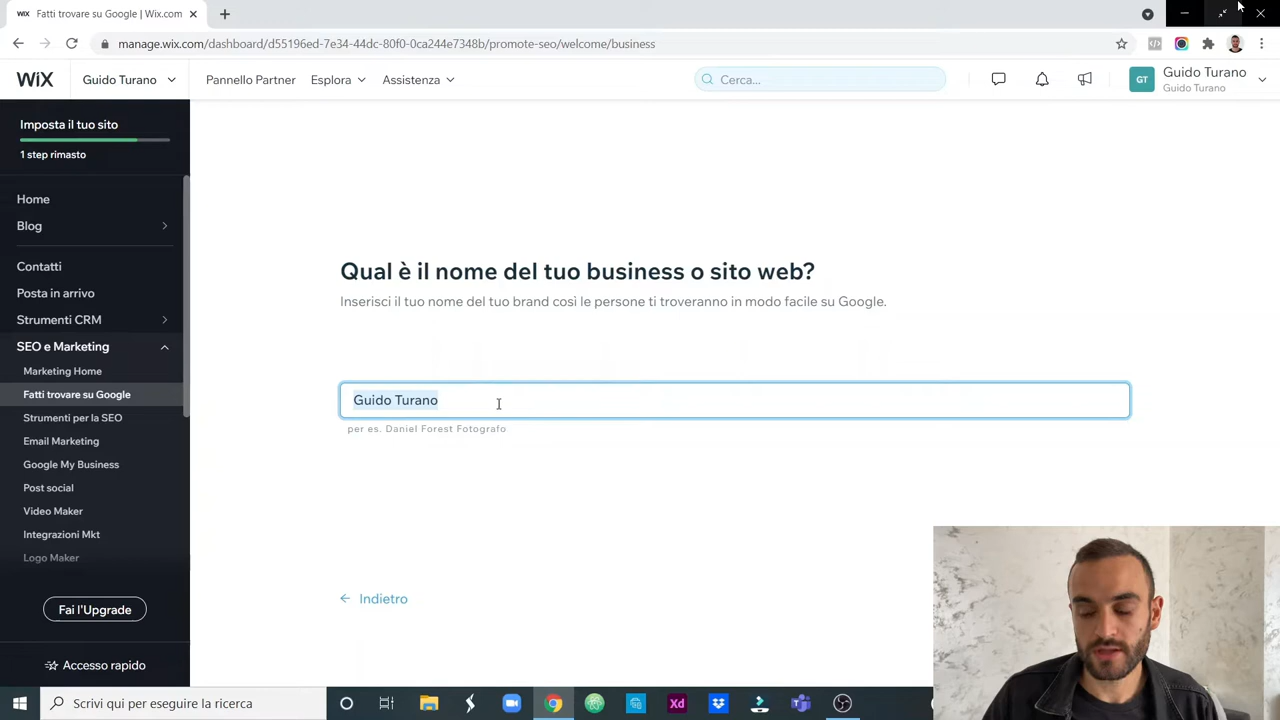 WiX Fatti trovare su Google | Wix.com
manage.wix.com/dashboard/d55196ed-7e34-44dc-80f0-0ca244e7348b/promote-seo/welcome/business
WiX Guido Turano Pannello Partner Esplora Assistenza Cerca... GT Guido Turano
Guido Turano
Imposta il tuo sito
1 step rimasto
Home
Blog
Contatti
Posta in arrivo
Strumenti CRM
SEO e Marketing
Marketing Home
Fatti trovare su Google
Strumenti per la SEO
Email Marketing
Google My Business
Post social
Video Maker
Integrazioni Mkt
Logo Maker
Fai l'Upgrade
Accesso rapido
Qual è il nome del tuo business o sito web?
Inserisci il tuo nome del tuo brand così le persone ti troveranno in modo facile su Google.
Guido Turano
per es. Daniel Forest Fotografo
Indietro
Scrivi qui per eseguire la ricerca
Xd